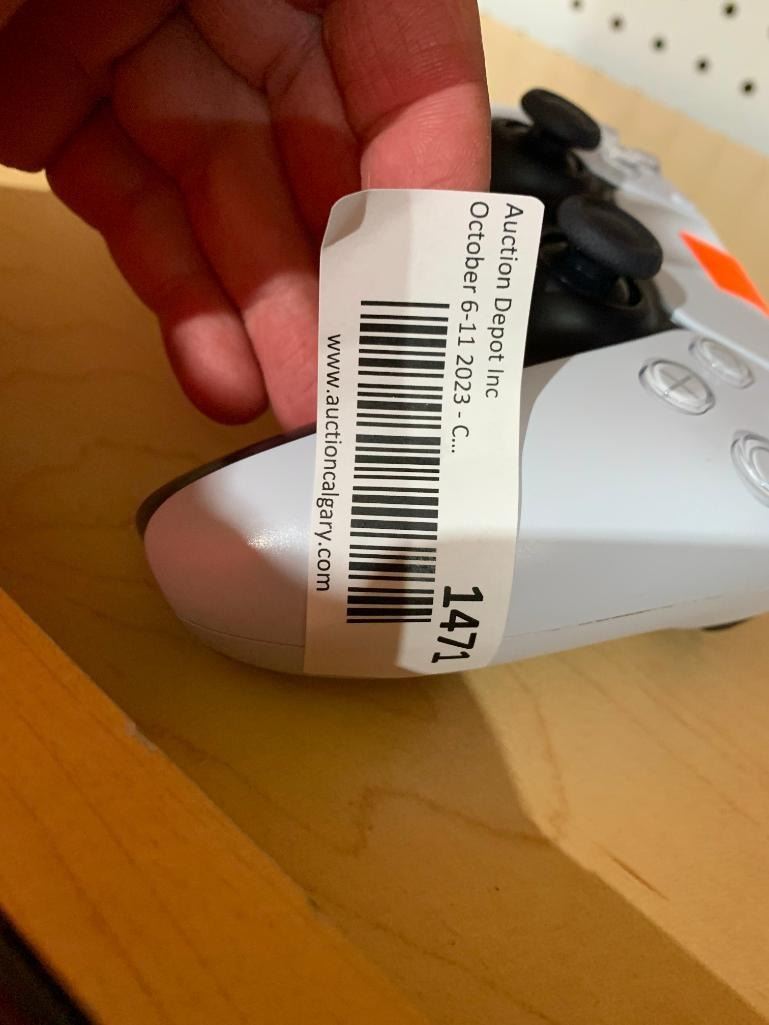 Auction Depot Inc
October 6-11 2023 - C...
1471
www.auctioncalgary.com